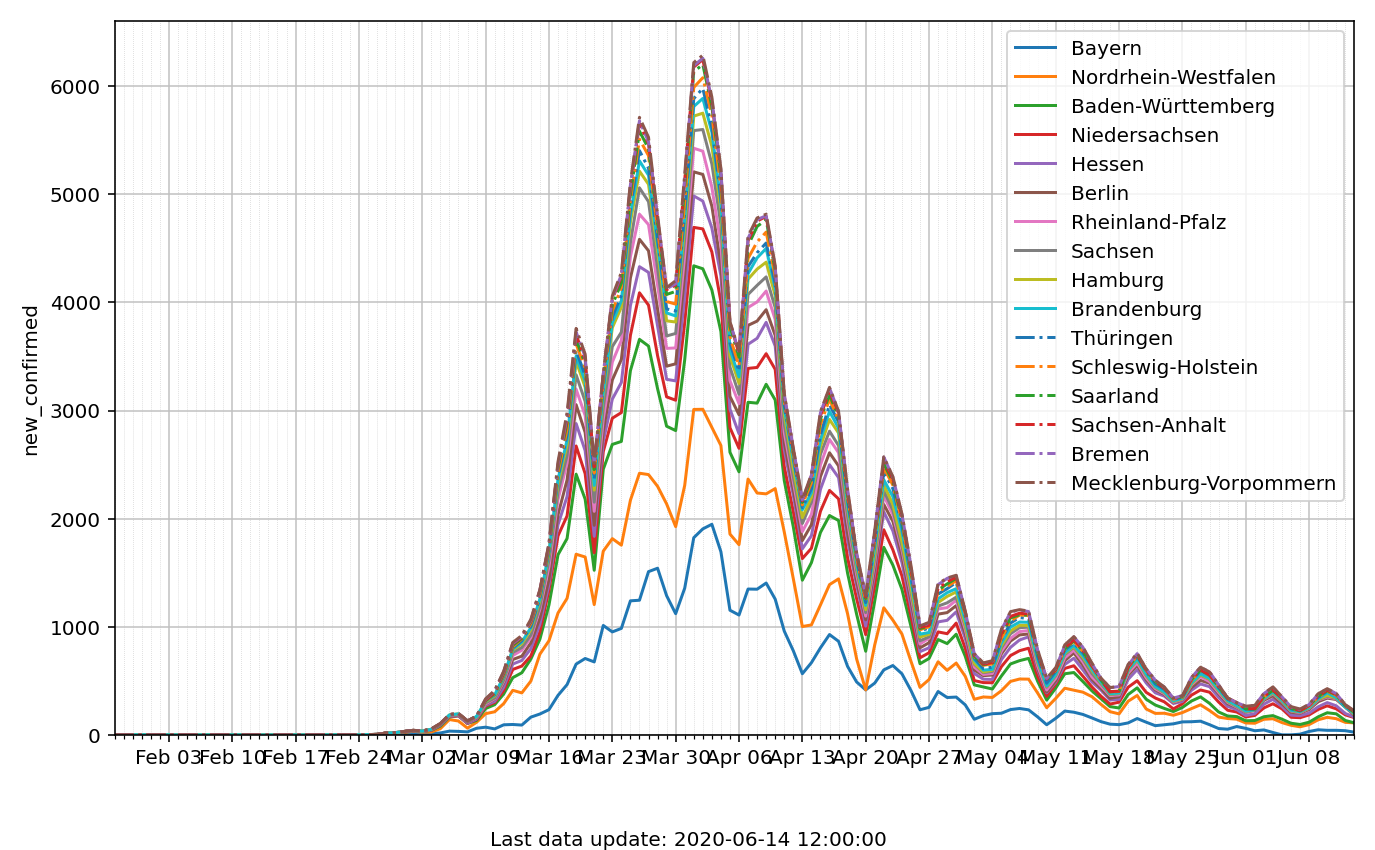 new_confirmed
6000
5000
4000
3000
2000
1000
0
Bayern
Nordrhein-Westfalen
Baden-Württemberg
Niedersachsen
Hessen
Berlin
Rheinland-Pfalz
Sachsen
Hamburg
Brandenburg
Thüringen
Schleswig-Holstein
Saarland
Sachsen-Anhalt
Bremen
Mecklenburg-Vorpommern
Feb 03 Feb 10 Feb 17 Feb 24 Mar 02 Mar 09 Mar 16 Mar 23 Mar 30 Apr 06 Apr 13 Apr 20 Apr 27 May 04 May 11 May 18 May 25 Jun 01 Jun 08
Last data update: 2020-06-14 12:00:00